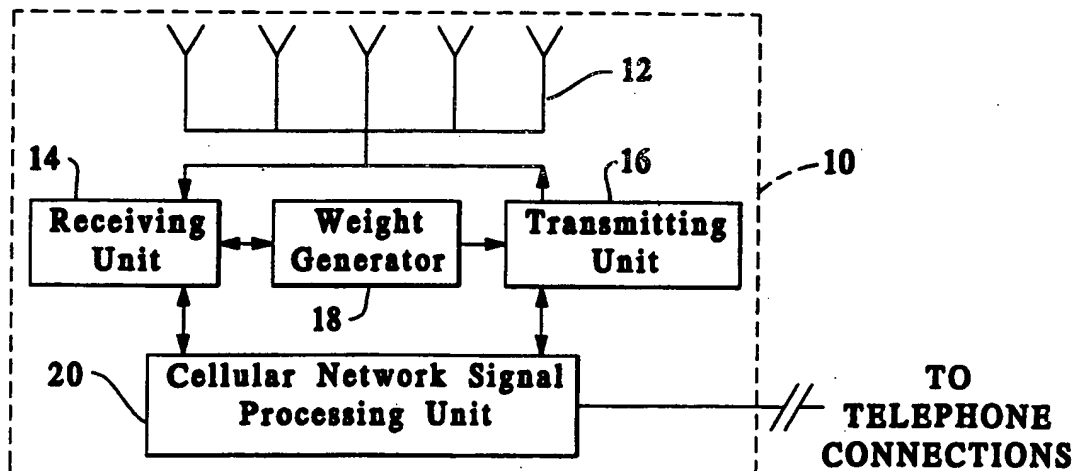 12
14
16
10
Receiving
Unit
Weight
Generator
Transmitting
Unit
18
20
Cellular Network Signal
Processing Unit
TO
TELEPHONE
CONNECTIONS